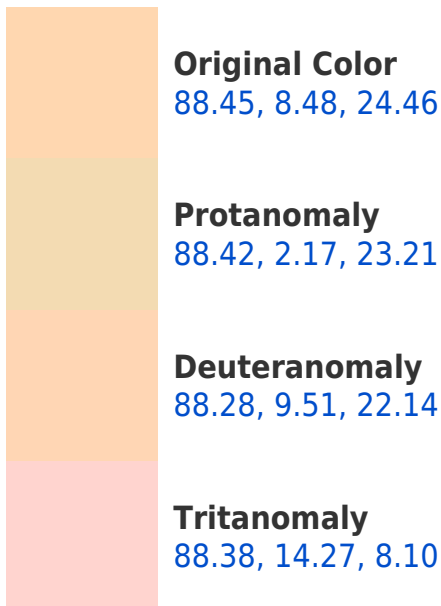 Original Color
88.45, 8.48, 24.46
Protanomaly
88.42, 2.17, 23.21
Deuteranomaly
88.28, 9.51, 22.14
Tritanomaly
88.38, 14.27, 8.10